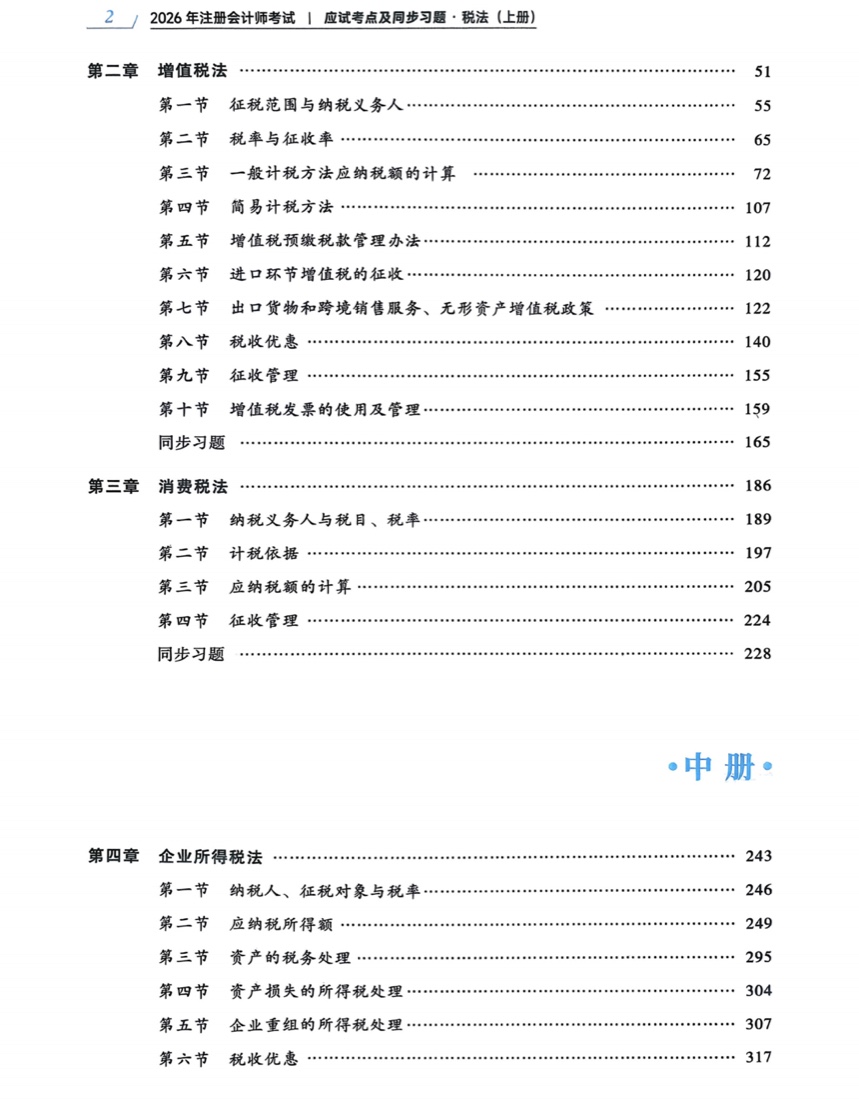 2 2026年注册会计师考试 | 应试考点及同步习题·税法（上册）
第二章 增值税法 …… 51
第一节 征税范围与纳税义务人 …… 55
第二节 税率与征收率 …… 65
第三节 一般计税方法应纳税额的计算 …… 72
第四节 简易计税方法 …… 107
第五节 增值税预缴税款管理办法 …… 112
第六节 进口环节增值税的征收 …… 120
第七节 出口货物和跨境销售服务、无形资产增值税政策 …… 122
第八节 税收优惠 …… 140
第九节 征收管理 …… 155
第十节 增值税发票的使用及管理 …… 159
同步习题 …… 165
第三章 消费税法 …… 186
第一节 纳税义务人与税目、税率 …… 189
第二节 计税依据 …… 197
第三节 应纳税额的计算 …… 205
第四节 征收管理 …… 224
同步习题 …… 228
·中 册·
第四章 企业所得税法 …… 243
第一节 纳税人、征税对象与税率 …… 246
第二节 应纳税所得额 …… 249
第三节 资产的税务处理 …… 295
第四节 资产损失的所得税处理 …… 304
第五节 企业重组的所得税处理 …… 307
第六节 税收优惠 …… 317